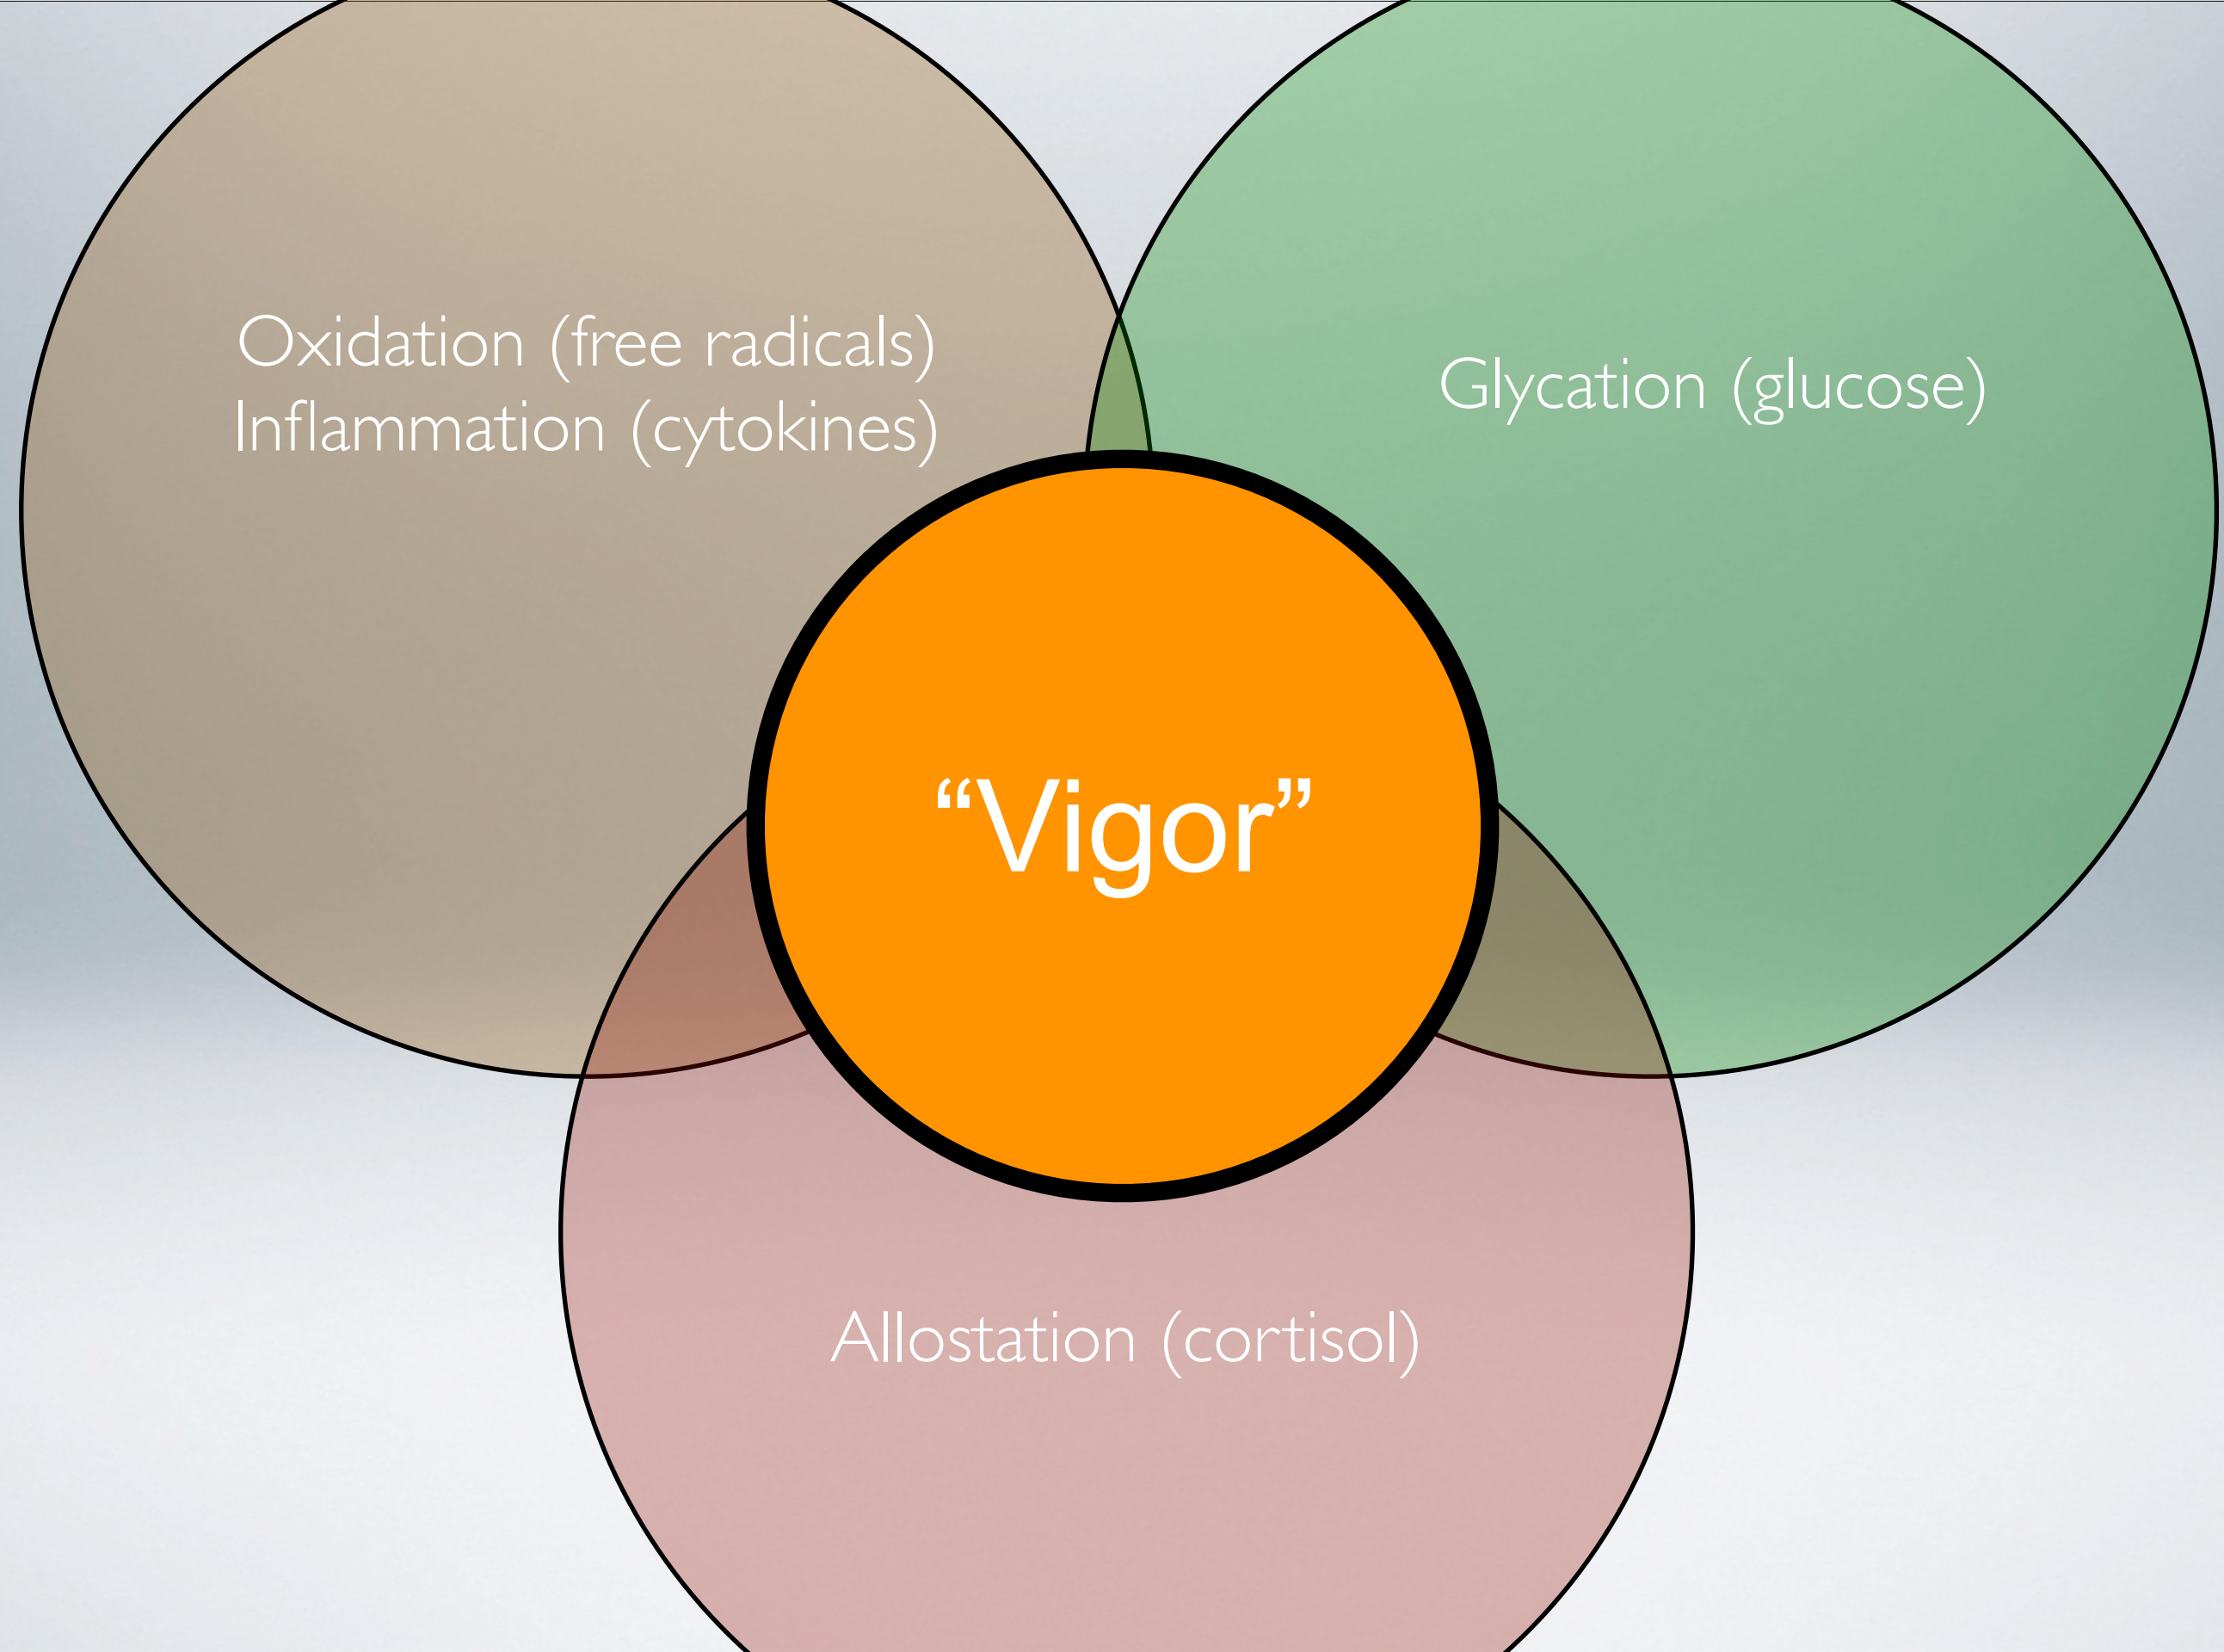 Oxidation (free radicals)
Inflammation (cytokines)
Glycation (glucose)
“Vigor”
Allostation (cortisol)